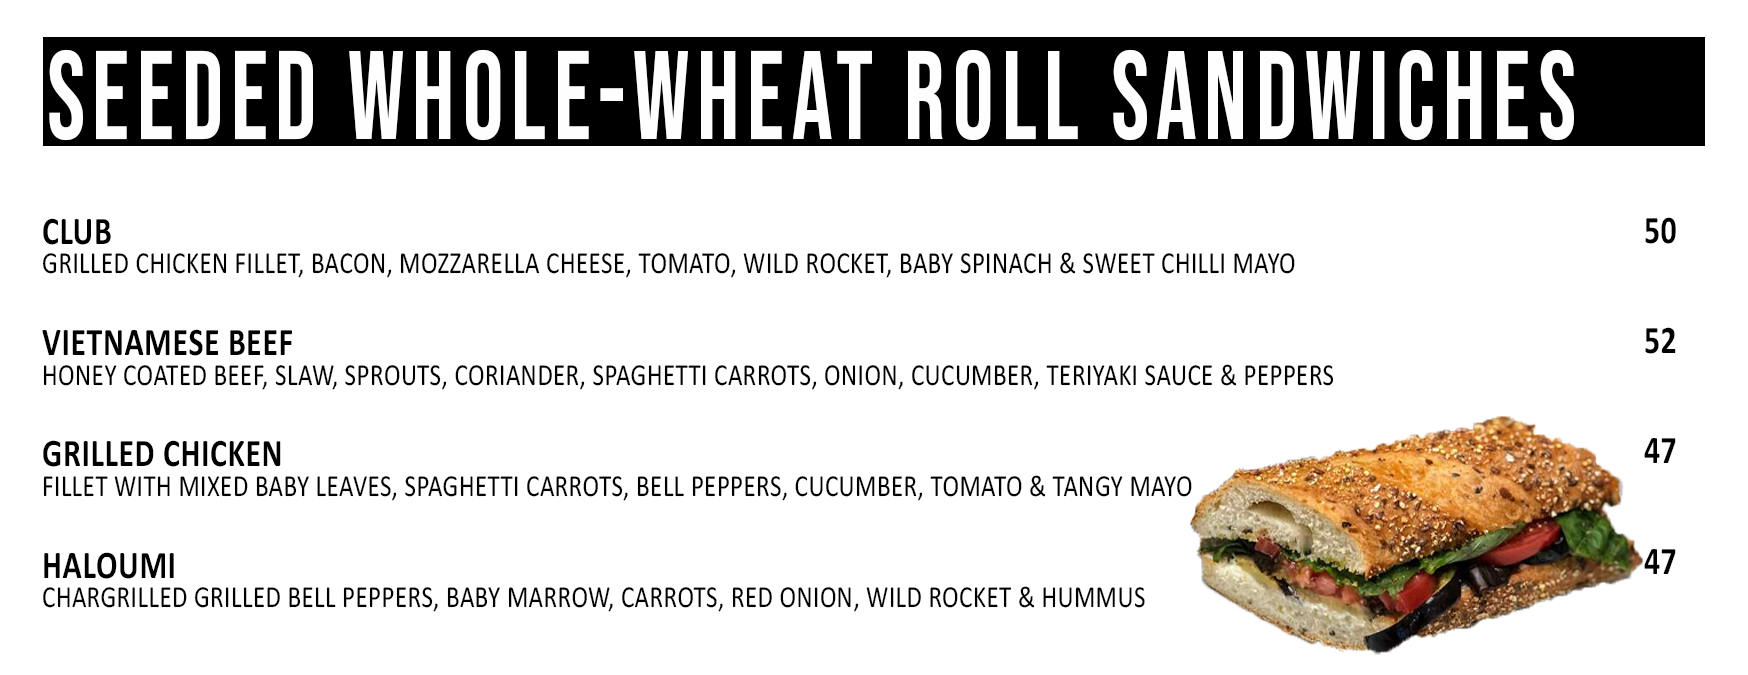 SEEDED WHOLE-WHEAT ROLL SANDWICHES
CLUB 50
GRILLED CHICKEN FILLET, BACON, MOZZARELLA CHEESE, TOMATO, WILD ROCKET, BABY SPINACH & SWEET CHILLI MAYO
VIETNAMESE BEEF 52
HONEY COATED BEEF, SLAW, SPROUTS, CORIANDER, SPAGHETTI CARROTS, ONION, CUCUMBER, TERIYAKI SAUCE & PEPPERS
GRILLED CHICKEN 47
FILLET WITH MIXED BABY LEAVES, SPAGHETTI CARROTS, BELL PEPPERS, CUCUMBER, TOMATO & TANGY MAYO
HALOUMI 47
CHARGRILLED GRILLED BELL PEPPERS, BABY MARROW, CARROTS, RED ONION, WILD ROCKET & HUMMUS